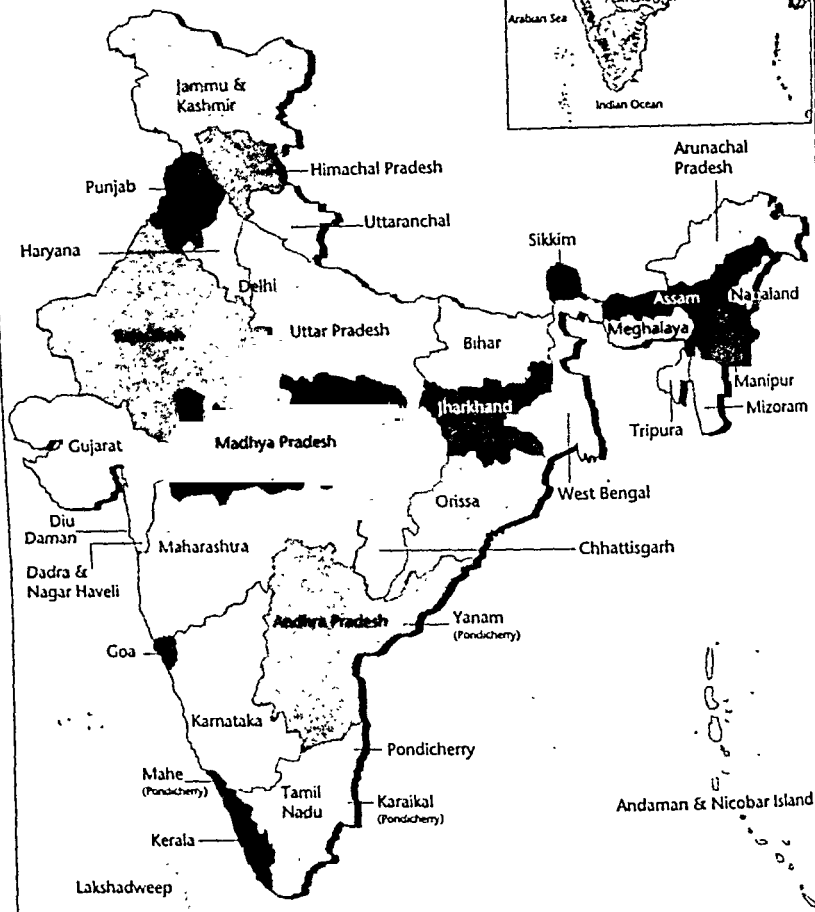 Arabian Sea
Indian Ocean
Jammu &
Kashmir
Arunachal
Pradesh
Himachal Pradesh
Punjab
Uttaranchal
Sikkim
Haryana
Delhi
Assam
Nagaland
Uttar Pradesh
Meghalaya
Bihar
Manipur
Jharkhand
Mizoram
Tripura
Madhya Pradesh
Gujarat
West Bengal
Orissa
Diu
Daman
Maharashtra
Chhattisgarh
Dadra &
Nagar Haveli
Andhra Pradesh
Yanam
(Pondicherry)
Goa
Karnataka
Pondicherry
Mahe
(Pondicherry)
Tamil
Nadu
Karaikal
(Pondicherry)
Andaman & Nicobar Island
Kerala
Lakshadweep